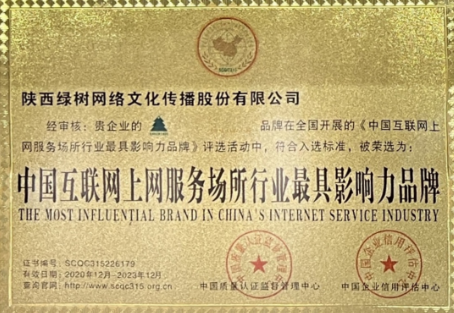 陕西绿树网络文化传播股份有限公司
经审核：贵企业的 品牌在全国开展的《中国互联网上
网服务场所行业最具影响力品牌》评选活动中，符合入选标准，被荣选为：
中国互联网上网服务场所行业最具影响力品牌
THE MOST INFLUENTIAL BRAND IN CHINA'S INTERNET SERVICE INDUSTRY
证书编号：SCQC315226179
有效日期：2020年12月-2023年12月
查询官网：http://www.scqc315.org.cn
中国质量认证监督管理中心 中国企业信用评估中心